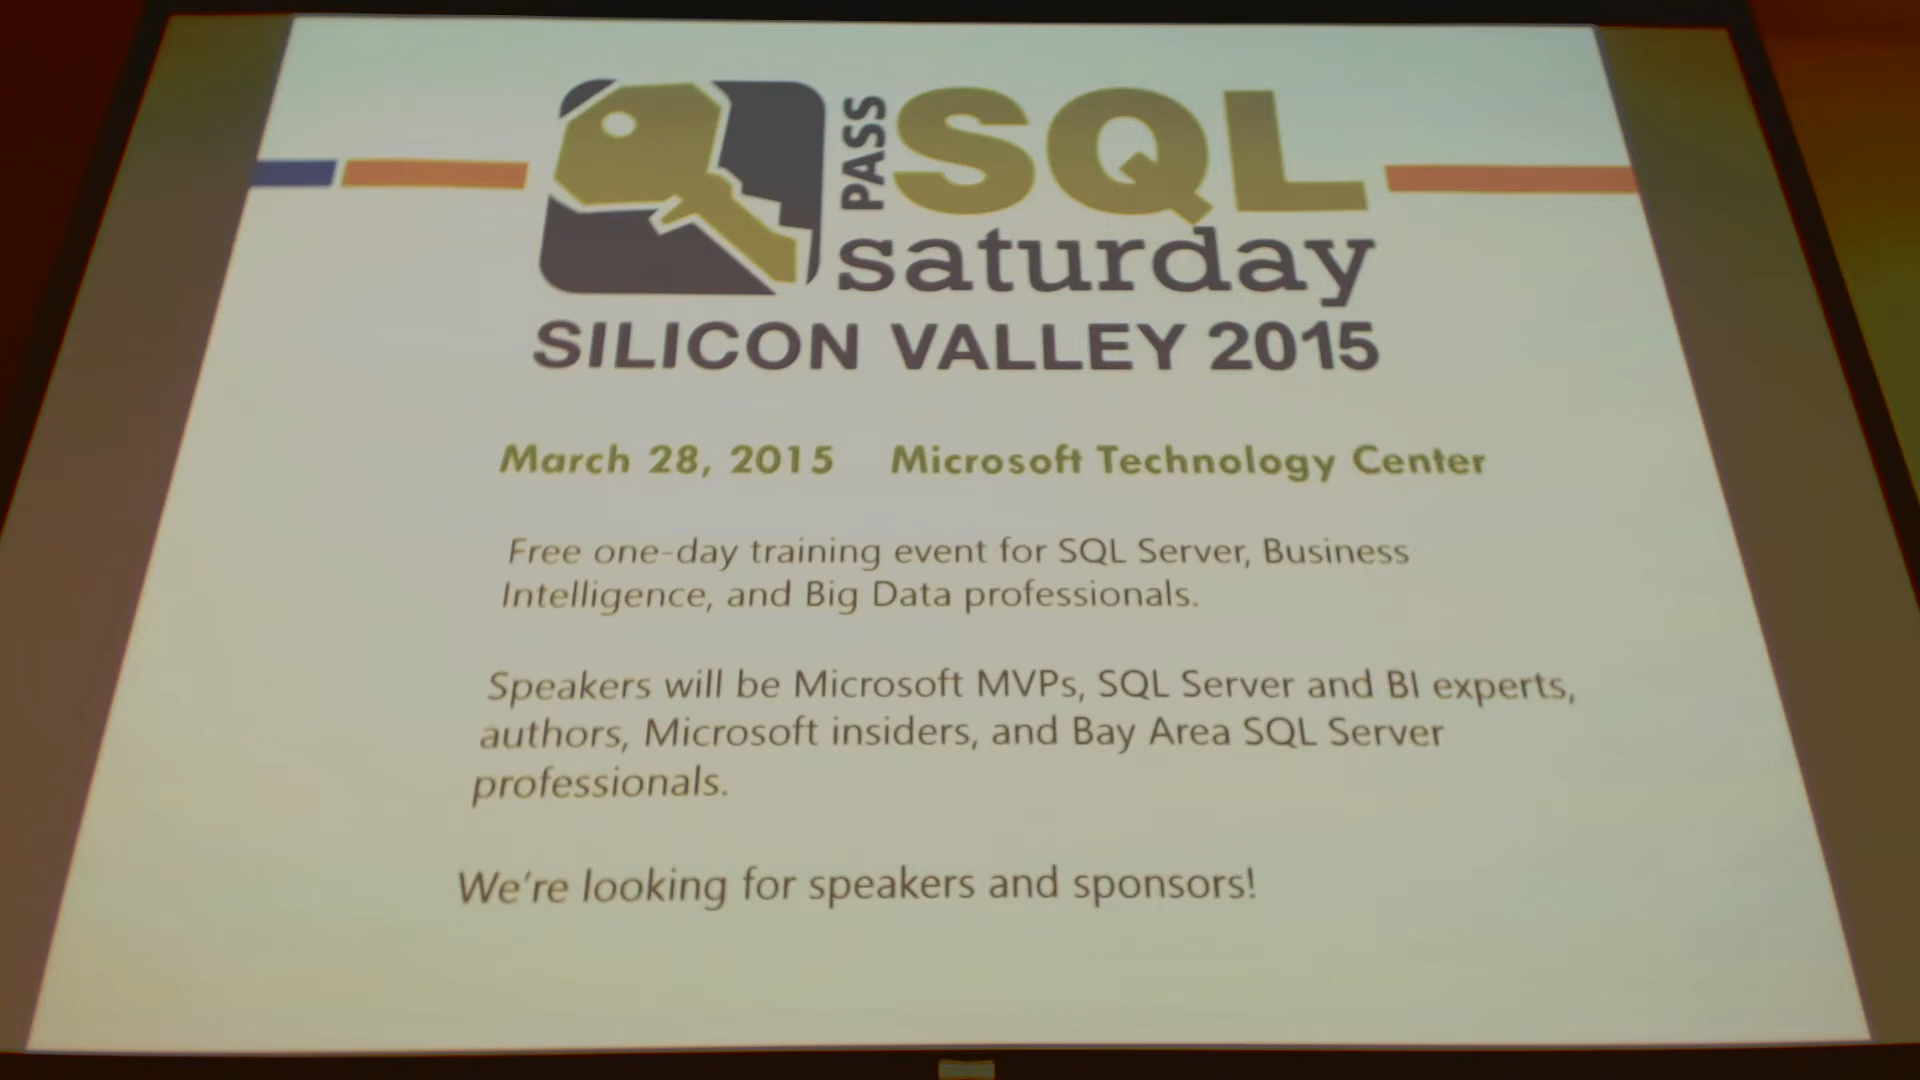 PASS SQL
saturday
SILICON VALLEY 2015
March 28, 2015 Microsoft Technology Center
Free one-day training event for SQL Server, Business
Intelligence, and Big Data professionals.
Speakers will be Microsoft MVPs, SQL Server and BI experts,
authors, Microsoft insiders, and Bay Area SQL Server
professionals.
We're looking for speakers and sponsors!